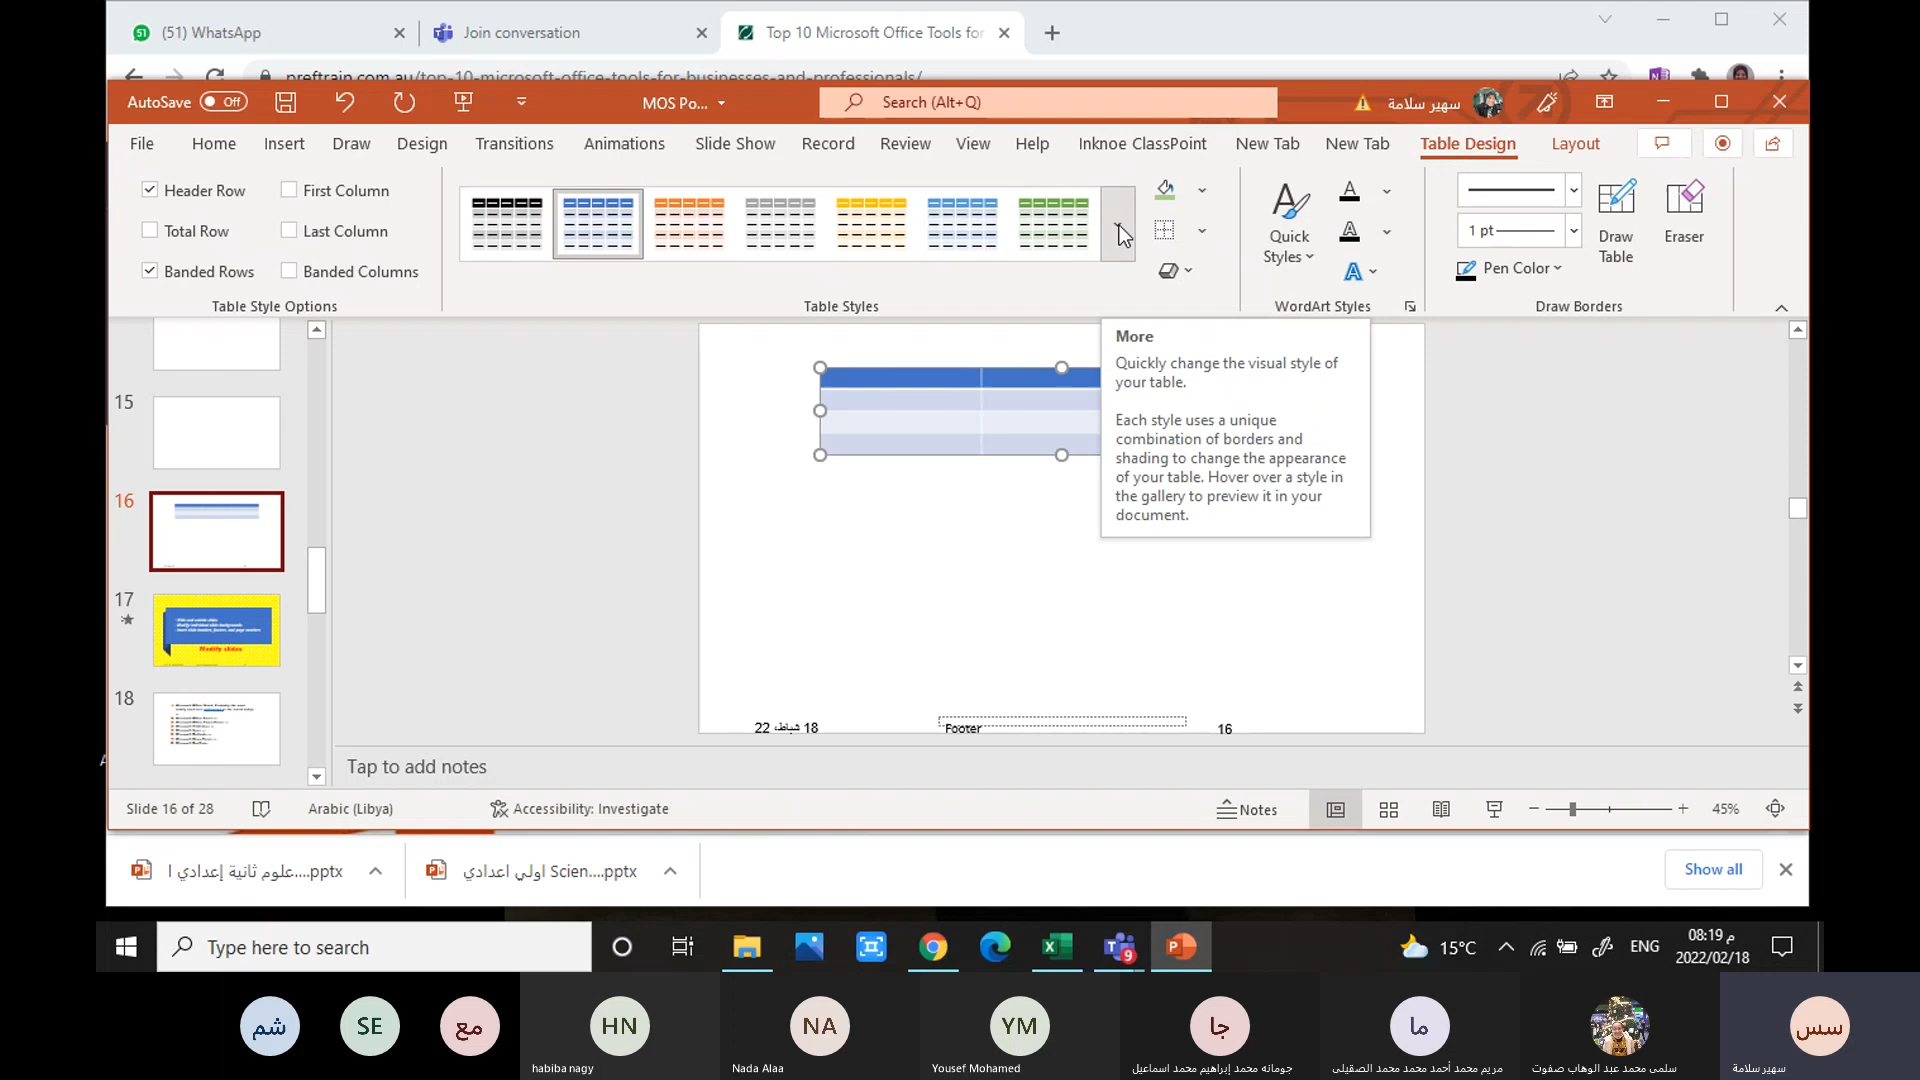 (51) WhatsApp
Join conversation
Top 10 Microsoft Office Tools for
preftrain.com.au/top-10-microsoft-office-tools-for-businesses-and-professionals/
AutoSave Off
MOS Po...
Search (Alt+Q)
سهير سلامة
File Home Insert Draw Design Transitions Animations Slide Show Record Review View Help Inknoe ClassPoint New Tab New Tab Table Design Layout
Header Row First Column
Total Row Last Column
Banded Rows Banded Columns
Table Style Options
Table Styles
Quick Styles
WordArt Styles
1 pt
Pen Color
Draw Table
Eraser
Draw Borders
More
Quickly change the visual style of
your table.
Each style uses a unique
combination of borders and
shading to change the appearance
of your table. Hover over a style in
the gallery to preview it in your
document.
15
16
17
Modify slides
18
18 شباط، 22
Footer
16
Tap to add notes
Slide 16 of 28
Arabic (Libya)
Accessibility: Investigate
Notes
45%
علوم ثانية إعدادي ا....pptx
اولي اعدادي Scien....pptx
Show all
Type here to search
9
15°C
ENG
08:19 م
2022/02/18
شم
SE
مع
HN
NA
YM
جا
ما
سس
habiba nagy
Nada Alaa
Yousef Mohamed
جومانه محمد إبراهيم محمد اسماعيل
مريم محمد أحمد محمد محمد الصقيلى
سلمى محمد عبد الوهاب صفوت
سهير سلامة